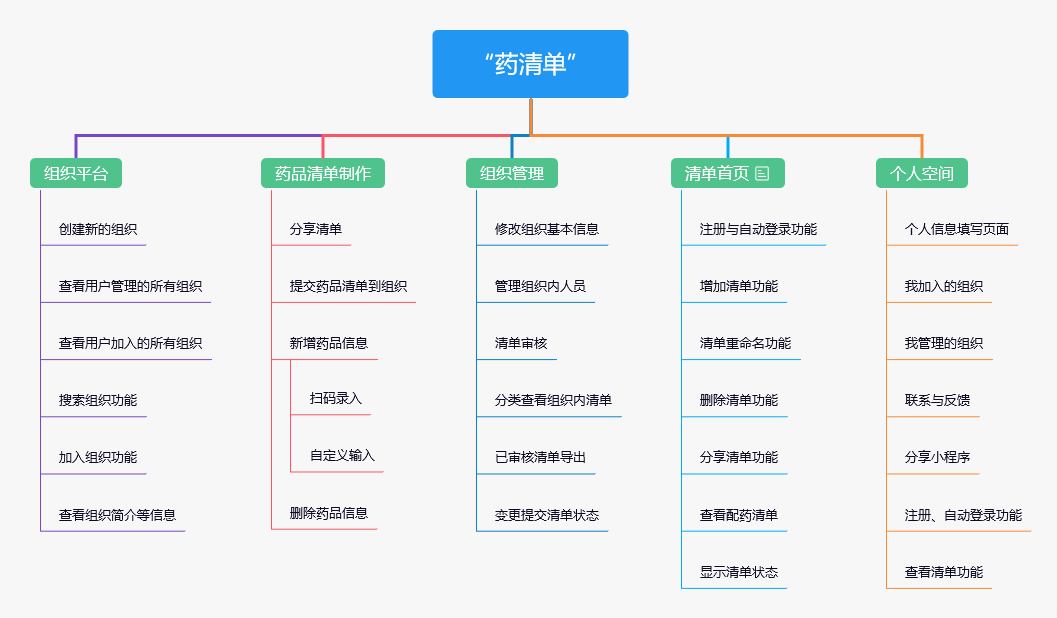 “药清单”
组织平台
创建新的组织
查看用户管理的所有组织
查看用户加入的所有组织
搜索组织功能
加入组织功能
查看组织简介等信息
药品清单制作
分享清单
提交药品清单到组织
新增药品信息
扫码录入
自定义输入
删除药品信息
组织管理
修改组织基本信息
管理组织内人员
清单审核
分类查看组织内清单
已审核清单导出
变更提交清单状态
清单首页
注册与自动登录功能
增加清单功能
清单重命名功能
删除清单功能
分享清单功能
查看配药清单
显示清单状态
个人空间
个人信息填写页面
我加入的组织
我管理的组织
联系与反馈
分享小程序
注册、自动登录功能
查看清单功能